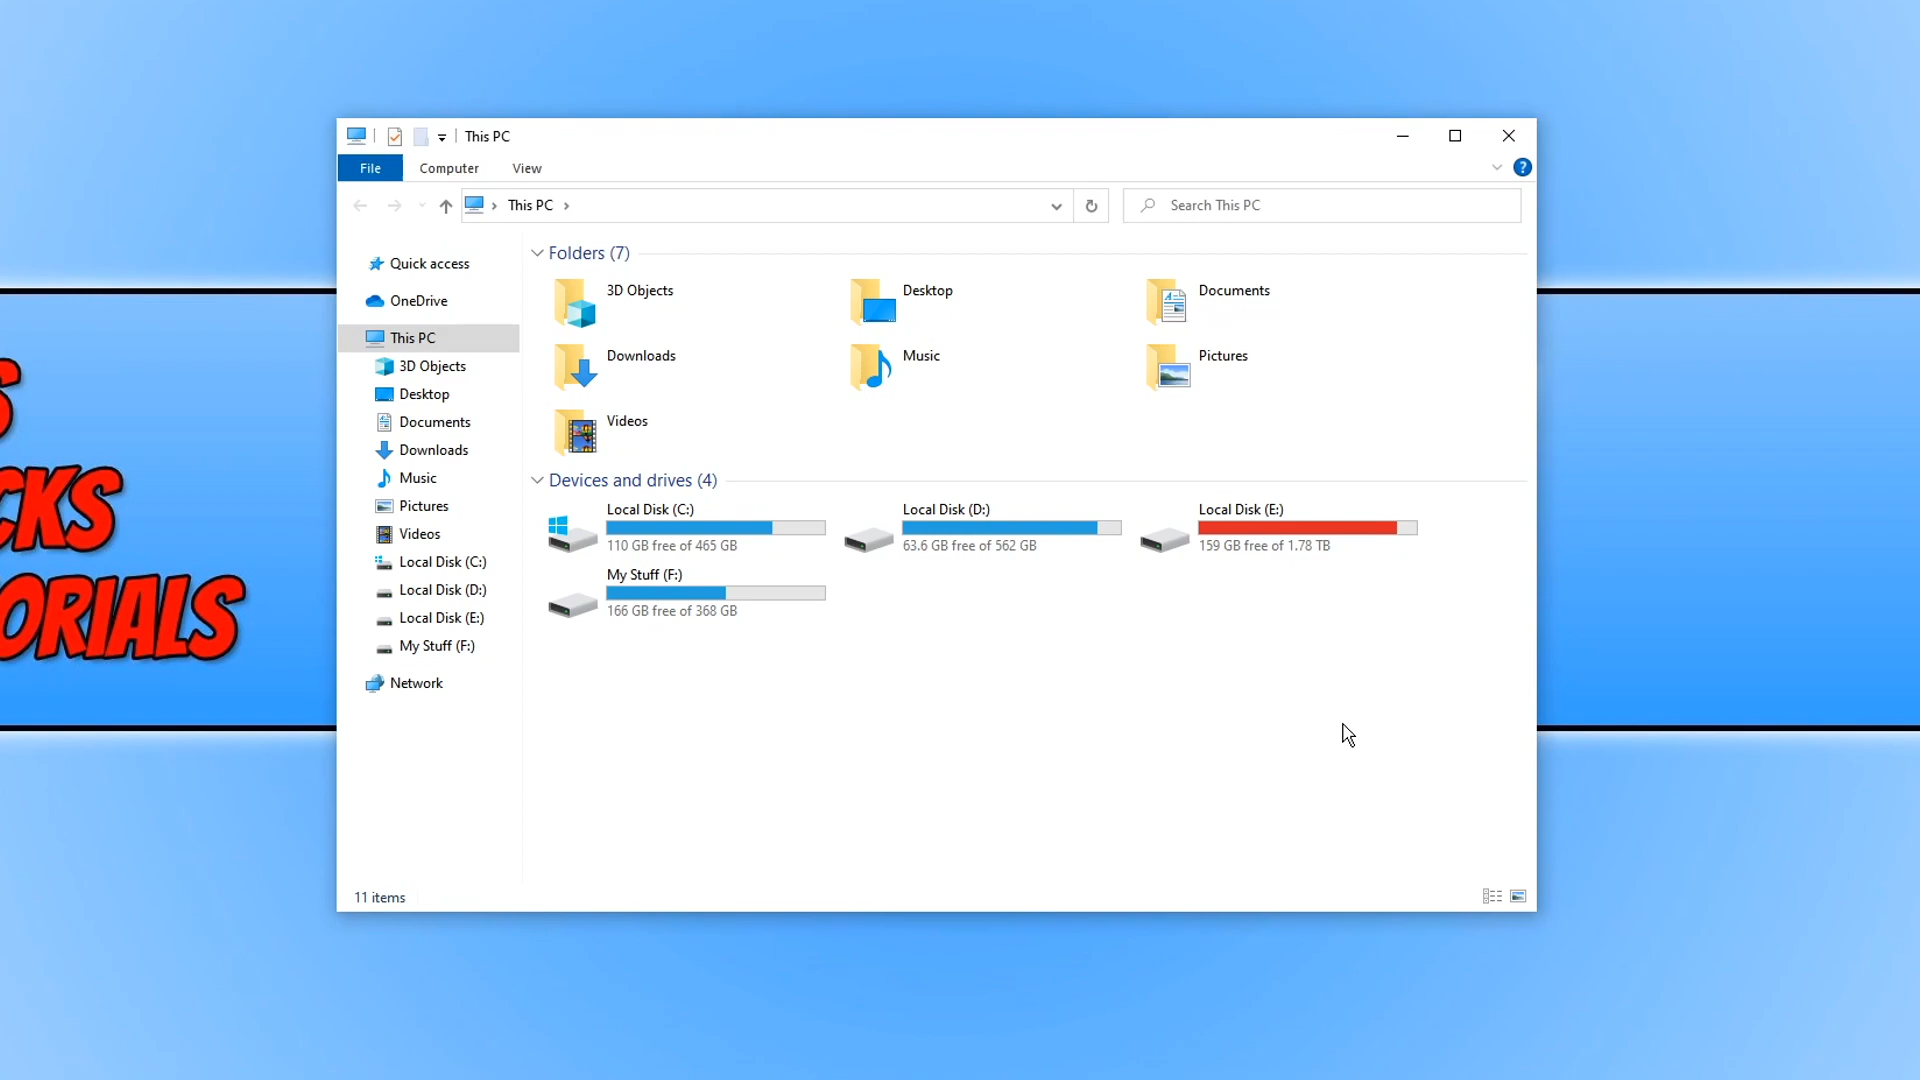 This PC
File Computer View
This PC
Search This PC
Quick access
OneDrive
This PC
3D Objects
Desktop
Documents
Downloads
Music
Pictures
Videos
Local Disk (C:)
Local Disk (D:)
Local Disk (E:)
My Stuff (F:)
Network
Folders (7)
3D Objects Desktop Documents
Downloads Music Pictures
Videos
Devices and drives (4)
Local Disk (C:) Local Disk (D:) Local Disk (E:)
110 GB free of 465 GB 63.6 GB free of 562 GB 159 GB free of 1.78 TB
My Stuff (F:)
166 GB free of 368 GB
11 items
S
CKS
ORIALS